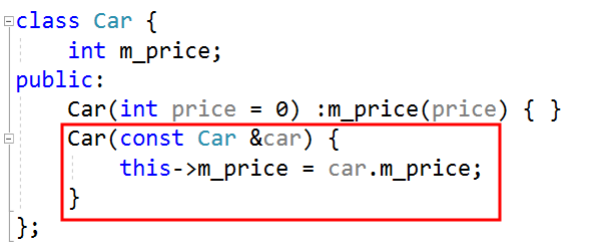 class Car {
    int m_price;
public:
    Car(int price = 0) :m_price(price) { }
    Car(const Car &car) {
        this->m_price = car.m_price;
    }
};